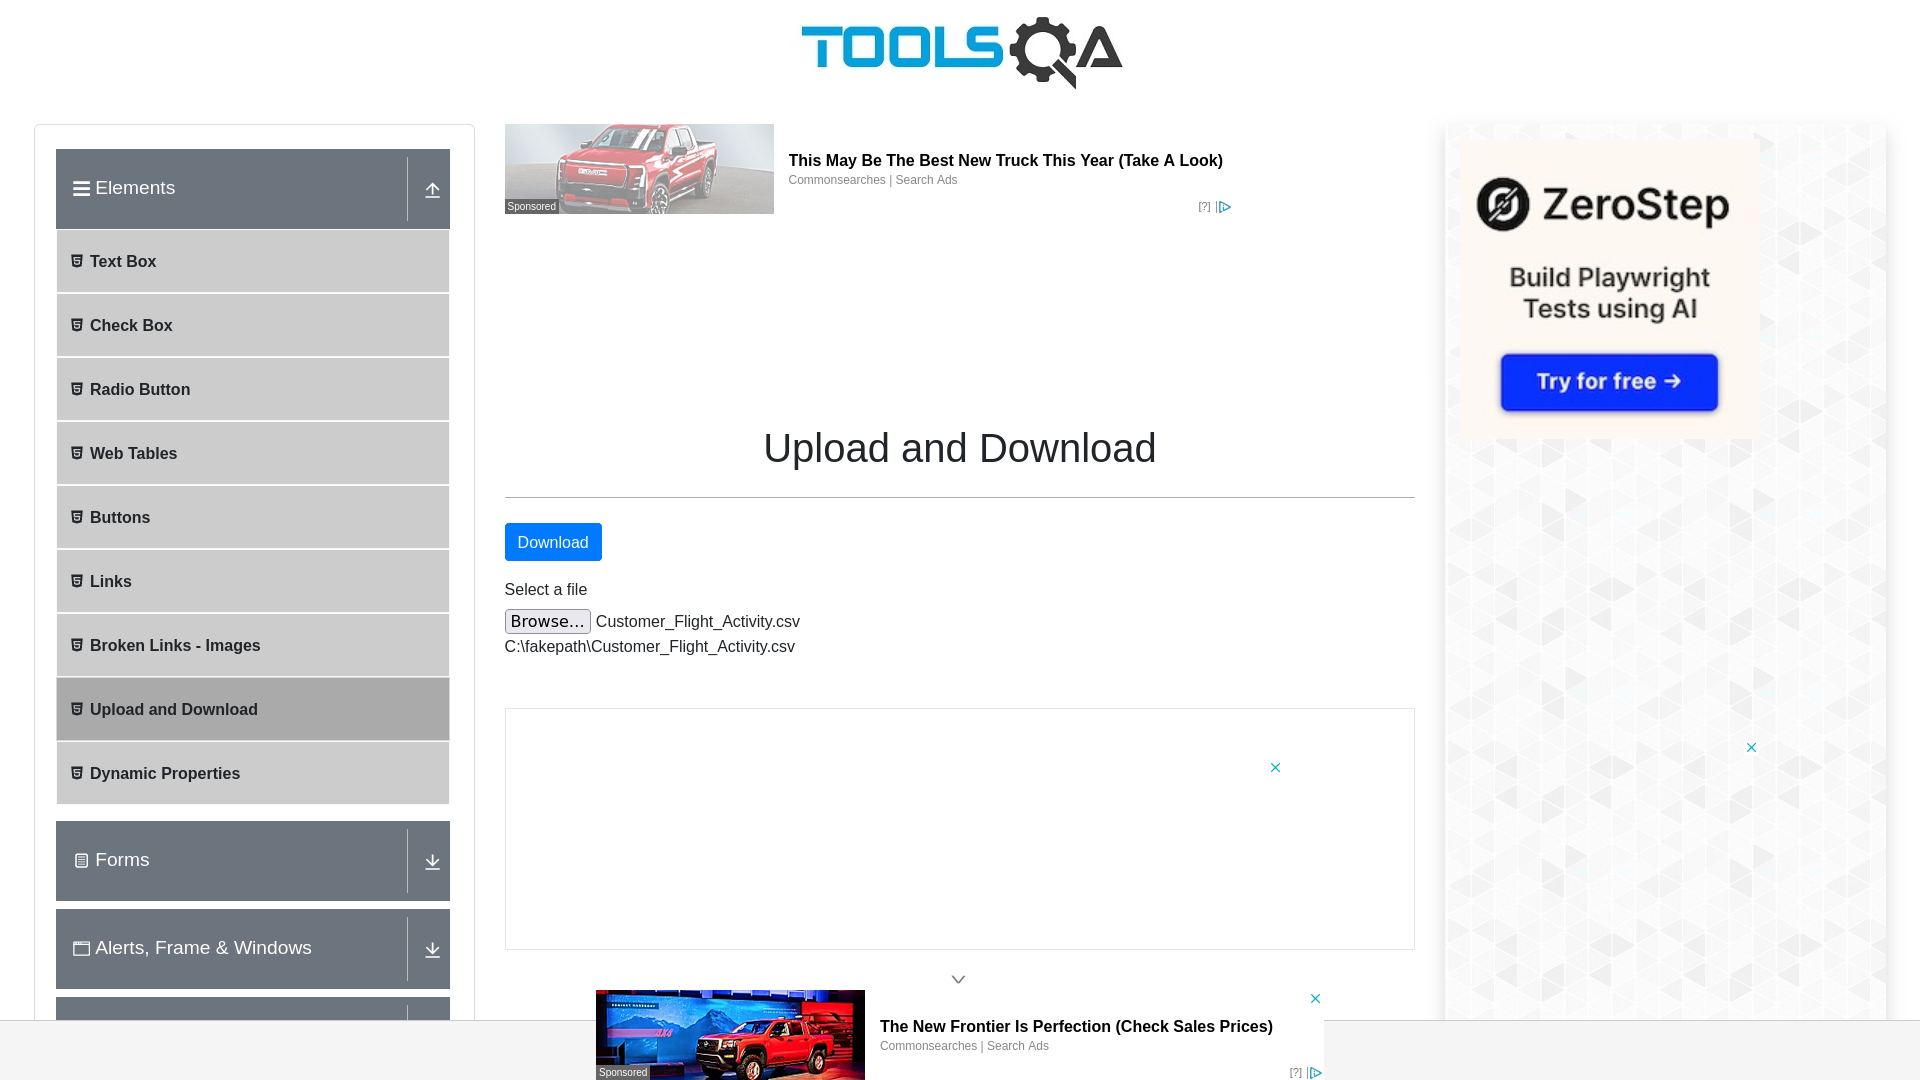 TOOLSQA
Elements
Text Box
Check Box
Radio Button
Web Tables
Buttons
Links
Broken Links - Images
Upload and Download
Dynamic Properties
Forms
Alerts, Frame & Windows
This May Be The Best New Truck This Year (Take A Look)
Commonsearches | Search Ads
Sponsored
[?]
Upload and Download
Download
Select a file
Browse... Customer_Flight_Activity.csv
C:\fakepath\Customer_Flight_Activity.csv
ZeroStep
Build Playwright
Tests using AI
Try for free →
The New Frontier Is Perfection (Check Sales Prices)
Commonsearches | Search Ads
Sponsored
[?]